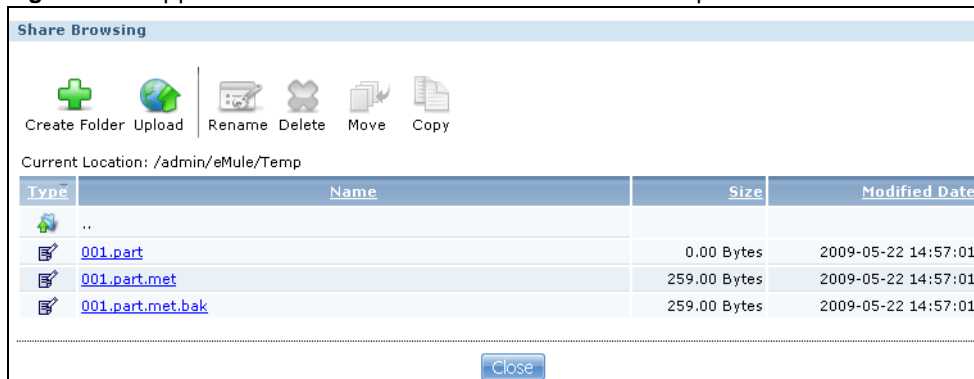 Share Browsing
Create Folder Upload Rename Delete Move Copy
Current Location: /admin/eMule/Temp
Type Name Size Modified Date
..
001.part 0.00 Bytes 2009-05-22 14:57:01
001.part.met 259.00 Bytes 2009-05-22 14:57:01
001.part.met.bak 259.00 Bytes 2009-05-22 14:57:01
Close